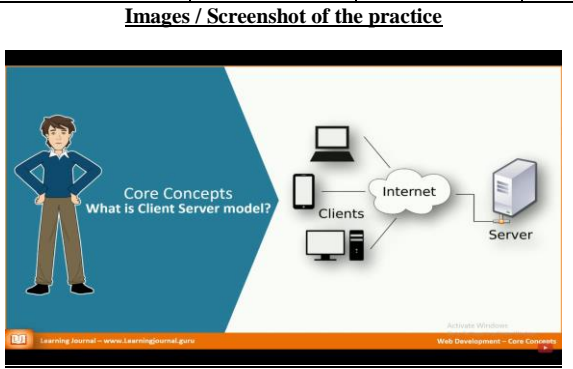 Images / Screenshot of the practice
Core Concepts
What is Client Server model?
Internet
Clients
Server
Activate Windows
Learning Journal – www.Learningjournal.guru
Web Development – Core Concepts